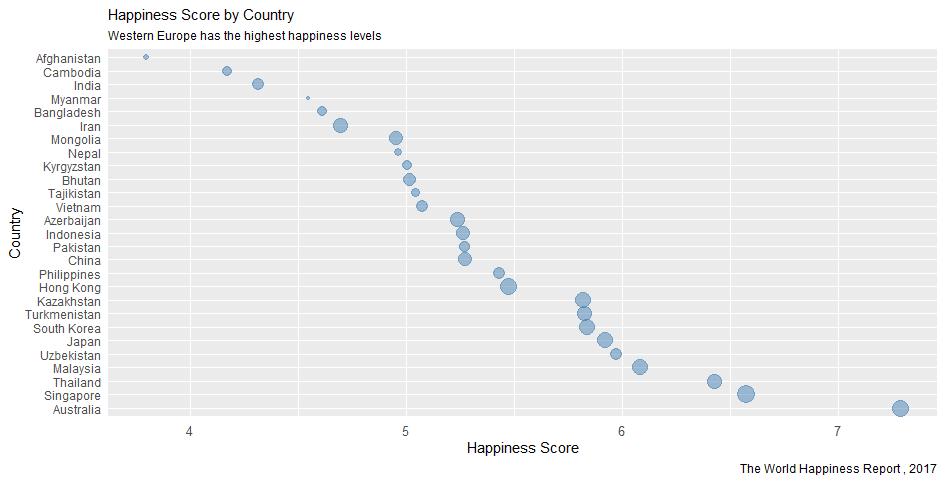 Happiness Score by Country
Western Europe has the highest happiness levels
Afghanistan
Cambodia
India
Myanmar
Bangladesh
Iran
Mongolia
Nepal
Kyrgyzstan
Bhutan
Tajikistan
Vietnam
Azerbaijan
Indonesia
Pakistan
China
Philippines
Hong Kong
Kazakhstan
Turkmenistan
South Korea
Japan
Uzbekistan
Malaysia
Thailand
Singapore
Australia
Country
4 5 6 7
Happiness Score
The World Happiness Report , 2017